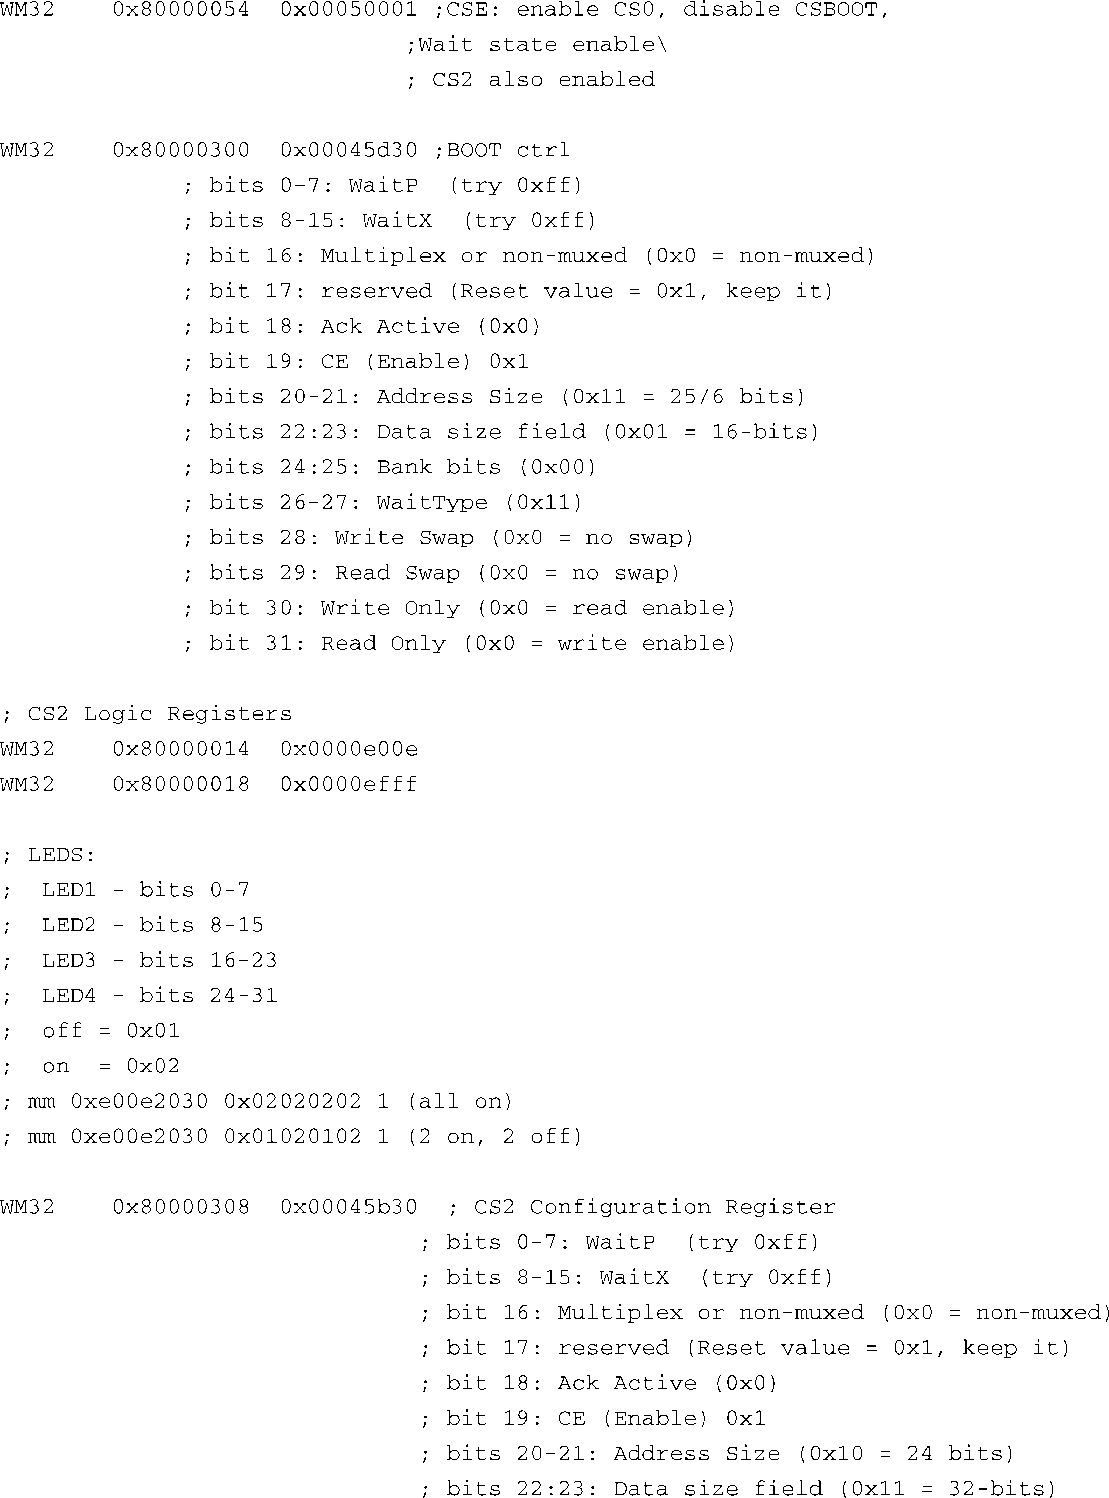 WM32    0x80000054  0x00050001 ;CSE: enable CS0, disable CSBOOT,
                             ;Wait state enable\
                             ; CS2 also enabled
WM32    0x80000300  0x00045d30 ;BOOT ctrl
             ; bits 0-7: WaitP  (try 0xff)
             ; bits 8-15: WaitX  (try 0xff)
             ; bit 16: Multiplex or non-muxed (0x0 = non-muxed)
             ; bit 17: reserved (Reset value = 0x1, keep it)
             ; bit 18: Ack Active (0x0)
             ; bit 19: CE (Enable) 0x1
             ; bits 20-21: Address Size (0x11 = 25/6 bits)
             ; bits 22:23: Data size field (0x01 = 16-bits)
             ; bits 24:25: Bank bits (0x00)
             ; bits 26-27: WaitType (0x11)
             ; bits 28: Write Swap (0x0 = no swap)
             ; bits 29: Read Swap (0x0 = no swap)
             ; bit 30: Write Only (0x0 = read enable)
             ; bit 31: Read Only (0x0 = write enable)
; CS2 Logic Registers
WM32    0x80000014  0x0000e00e
WM32    0x80000018  0x0000efff
; LEDS:
;  LED1 - bits 0-7
;  LED2 - bits 8-15
;  LED3 - bits 16-23
;  LED4 - bits 24-31
;  off = 0x01
;  on  = 0x02
; mm 0xe00e2030 0x02020202 1 (all on)
; mm 0xe00e2030 0x01020102 1 (2 on, 2 off)
WM32    0x80000308  0x00045b30  ; CS2 Configuration Register
                              ; bits 0-7: WaitP  (try 0xff)
                              ; bits 8-15: WaitX  (try 0xff)
                              ; bit 16: Multiplex or non-muxed (0x0 = non-muxed)
                              ; bit 17: reserved (Reset value = 0x1, keep it)
                              ; bit 18: Ack Active (0x0)
                              ; bit 19: CE (Enable) 0x1
                              ; bits 20-21: Address Size (0x10 = 24 bits)
                              ; bits 22:23: Data size field (0x11 = 32-bits)